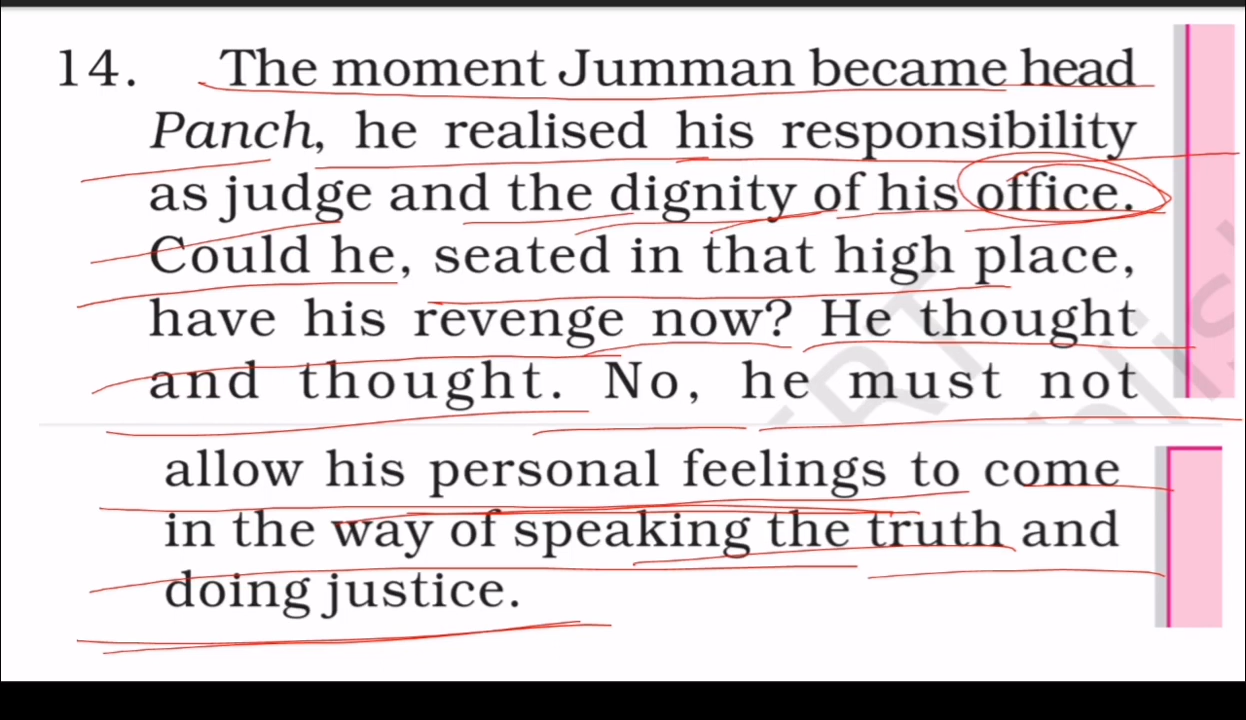 14. The moment Jumman became head
Panch, he realised his responsibility
as judge and the dignity of his office.
Could he, seated in that high place,
have his revenge now? He thought
and thought. No, he must not
allow his personal feelings to come
in the way of speaking the truth and
doing justice.